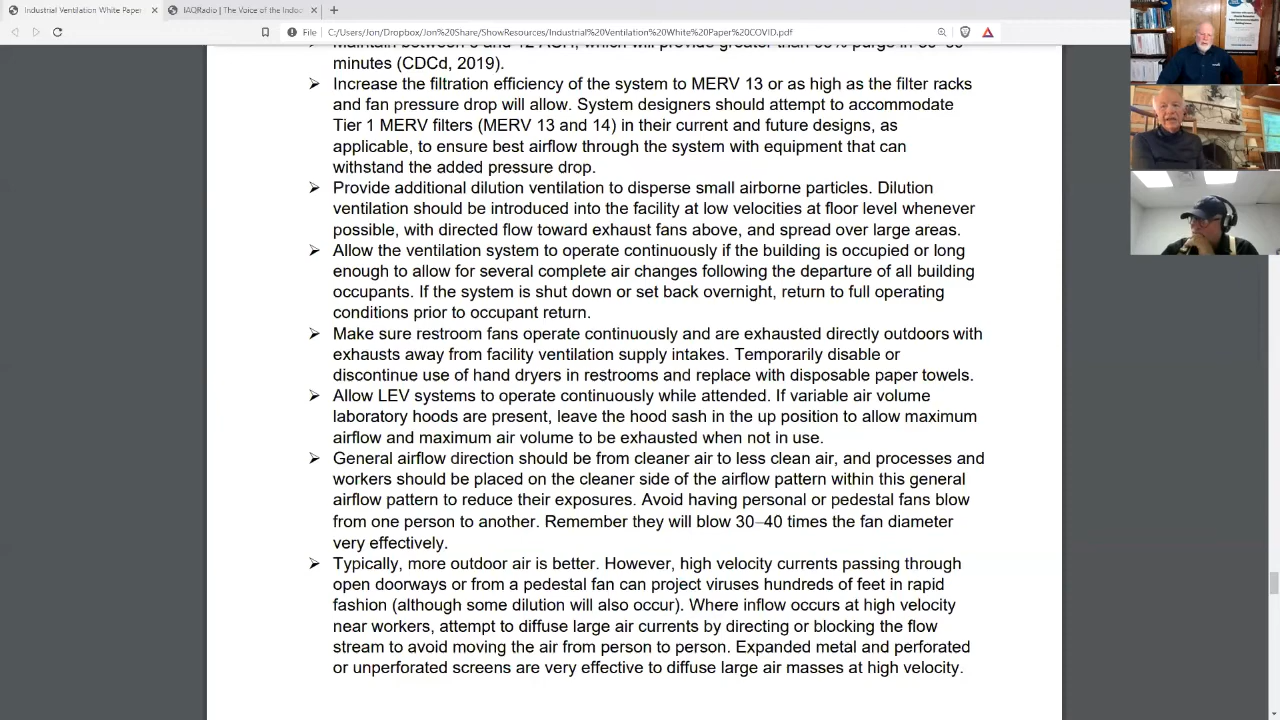 Industrial Ventilation White Paper
IAQRadio | The Voice of the Indoo
File
C:/Users/Jon/Dropbox/Jon%20Share/ShowResources/Industrial%20Ventilation%20White%20Paper%20COVID.pdf
minutes (CDCd, 2019).
➢ Increase the filtration efficiency of the system to MERV 13 or as high as the filter racks
and fan pressure drop will allow. System designers should attempt to accommodate
Tier 1 MERV filters (MERV 13 and 14) in their current and future designs, as
applicable, to ensure best airflow through the system with equipment that can
withstand the added pressure drop.
➢ Provide additional dilution ventilation to disperse small airborne particles. Dilution
ventilation should be introduced into the facility at low velocities at floor level whenever
possible, with directed flow toward exhaust fans above, and spread over large areas.
➢ Allow the ventilation system to operate continuously if the building is occupied or long
enough to allow for several complete air changes following the departure of all building
occupants. If the system is shut down or set back overnight, return to full operating
conditions prior to occupant return.
➢ Make sure restroom fans operate continuously and are exhausted directly outdoors with
exhausts away from facility ventilation supply intakes. Temporarily disable or
discontinue use of hand dryers in restrooms and replace with disposable paper towels.
➢ Allow LEV systems to operate continuously while attended. If variable air volume
laboratory hoods are present, leave the hood sash in the up position to allow maximum
airflow and maximum air volume to be exhausted when not in use.
➢ General airflow direction should be from cleaner air to less clean air, and processes and
workers should be placed on the cleaner side of the airflow pattern within this general
airflow pattern to reduce their exposures. Avoid having personal or pedestal fans blow
from one person to another. Remember they will blow 30–40 times the fan diameter
very effectively.
➢ Typically, more outdoor air is better. However, high velocity currents passing through
open doorways or from a pedestal fan can project viruses hundreds of feet in rapid
fashion (although some dilution will also occur). Where inflow occurs at high velocity
near workers, attempt to diffuse large air currents by directing or blocking the flow
stream to avoid moving the air from person to person. Expanded metal and perforated
or unperforated screens are very effective to diffuse large air masses at high velocity.